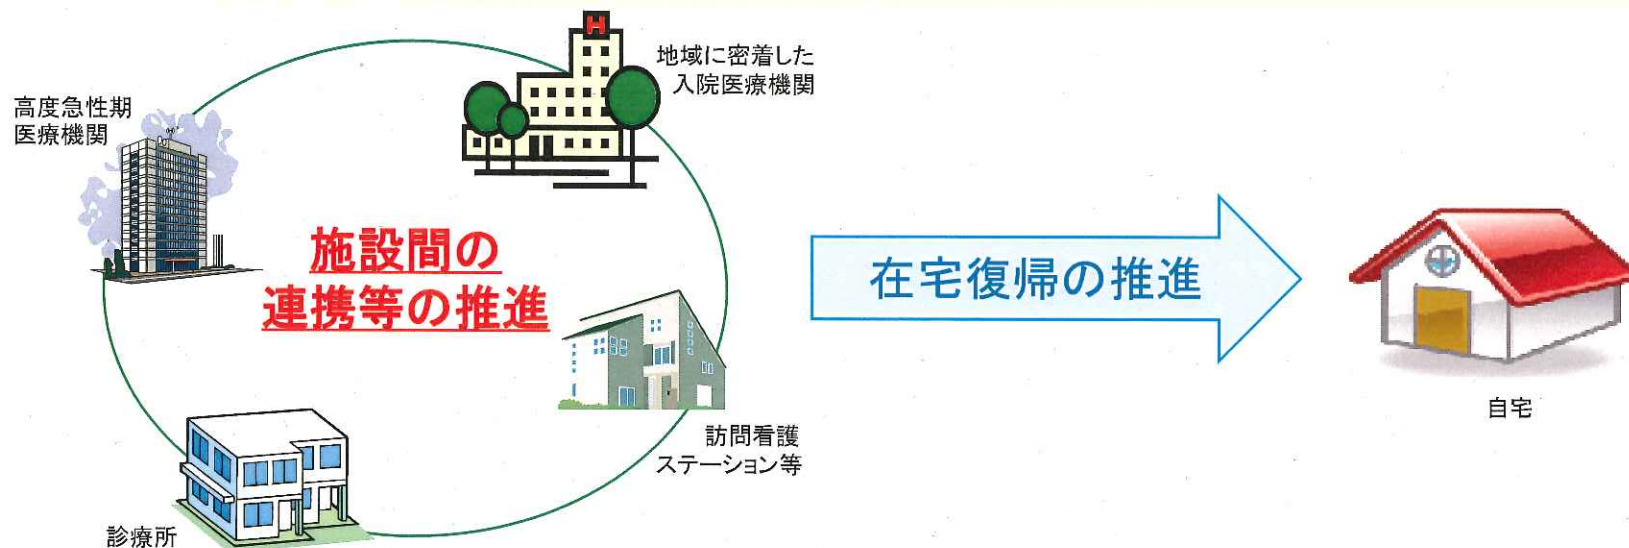 地域に密着した
入院医療機関
高度急性期
医療機関
H
施設間の
連携等の推進
在宅復帰の推進
訪問看護
ステーション等
診療所
自宅